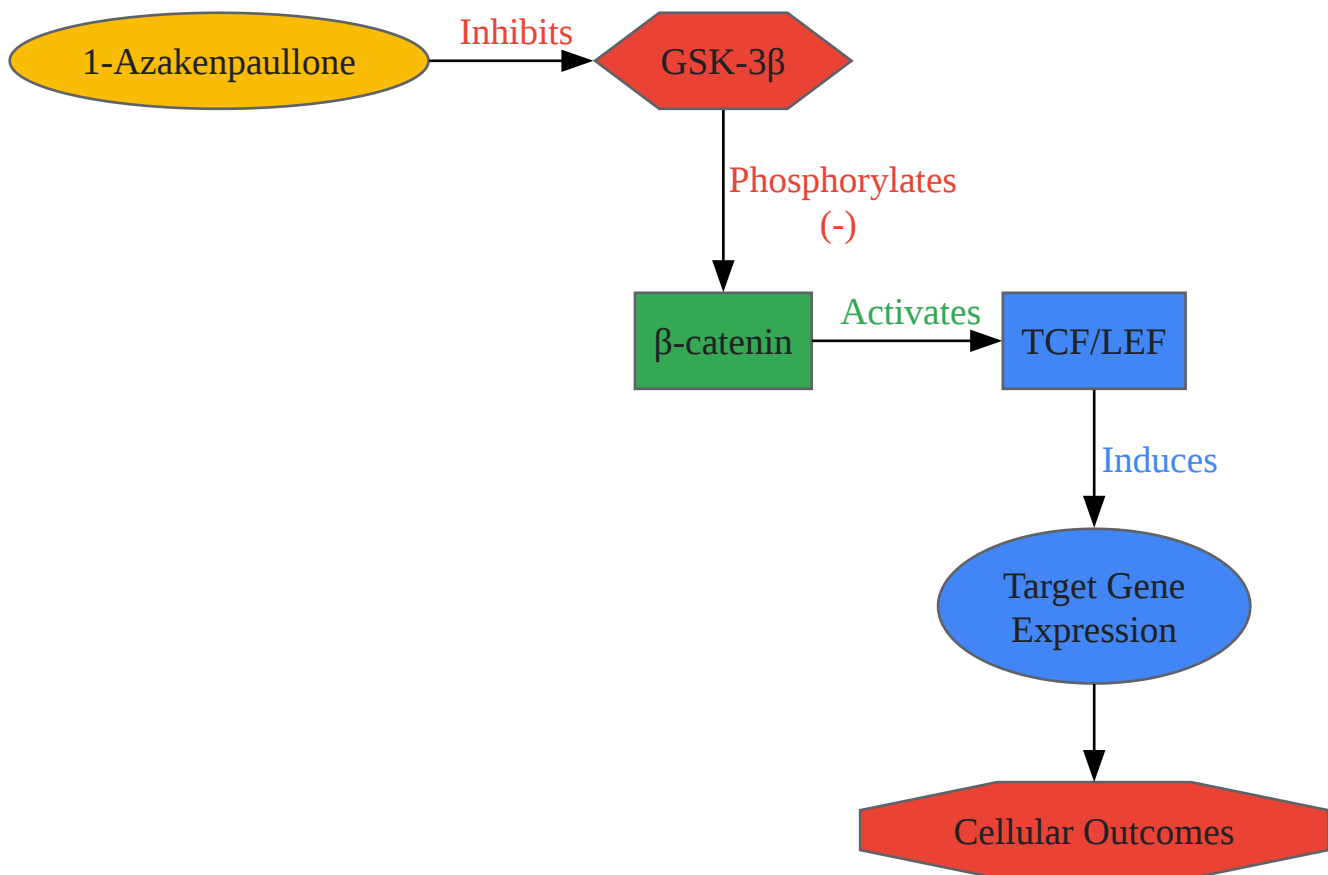 Inhibits
1-Azakenpaullone
GSK-3β
Phosphorylates
(-)
Activates
β-catenin
TCF/LEF
Induces
Target Gene
Expression
Cellular Outcomes